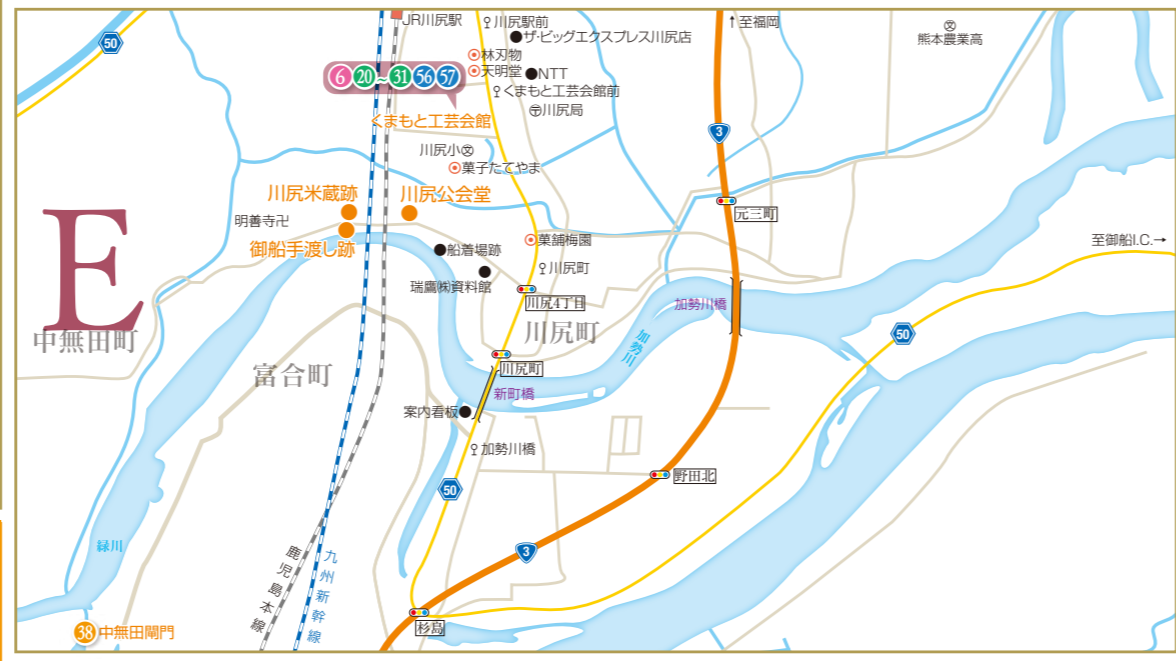 JR川尻駅
川尻駅前
ザ・ビッグエクスプレス川尻店
↑至福岡
熊本農業高
50
林刃物
天明堂
NTT
6 20~31 56 57
くまもと工芸会館前
川尻局
くまもと工芸会館
3
川尻小
菓子たてやま
川尻米蔵跡
川尻公会堂
元三町
明善寺卍
御船手渡し跡
船着場跡
菓舗梅園
至御船I.C.→
川尻町
瑞鷹㈱資料館
E
川尻4丁目
加勢川橋
中無田町
川尻町
加勢川
50
富合町
川尻町
新町橋
案内看板
加勢川橋
野田北
50
緑川
3
鹿児島本線
九州新幹線
杉島
38 中無田閘門